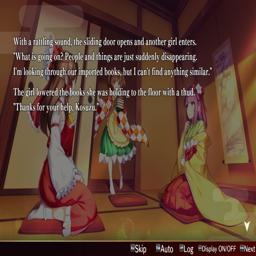 With a rattling sound, the sliding door opens and another girl enters.
"What is going on? People and things are just suddenly disappearing.
I'm looking through our imported books, but I can't find anything similar."
The girl lowered the books she was holding to the floor with a thud.
"Thanks for your help, Kosuzu."
Skip Auto Log Display ON/OFF Next